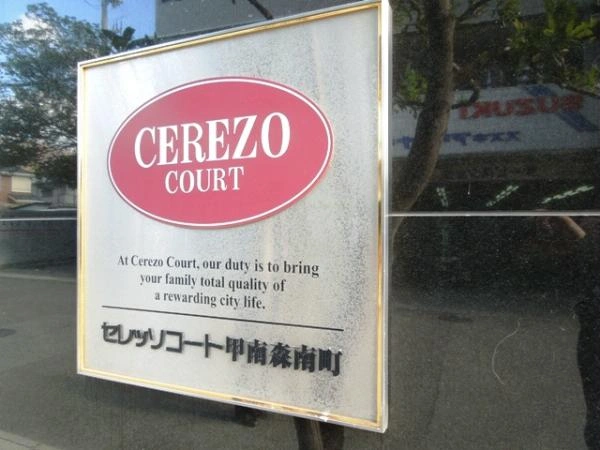 CEREZO
COURT
At Cerezo Court, our duty is to bring
your family total quality of
a rewarding city life.
セレッソコート甲南森南町
SUZUKI